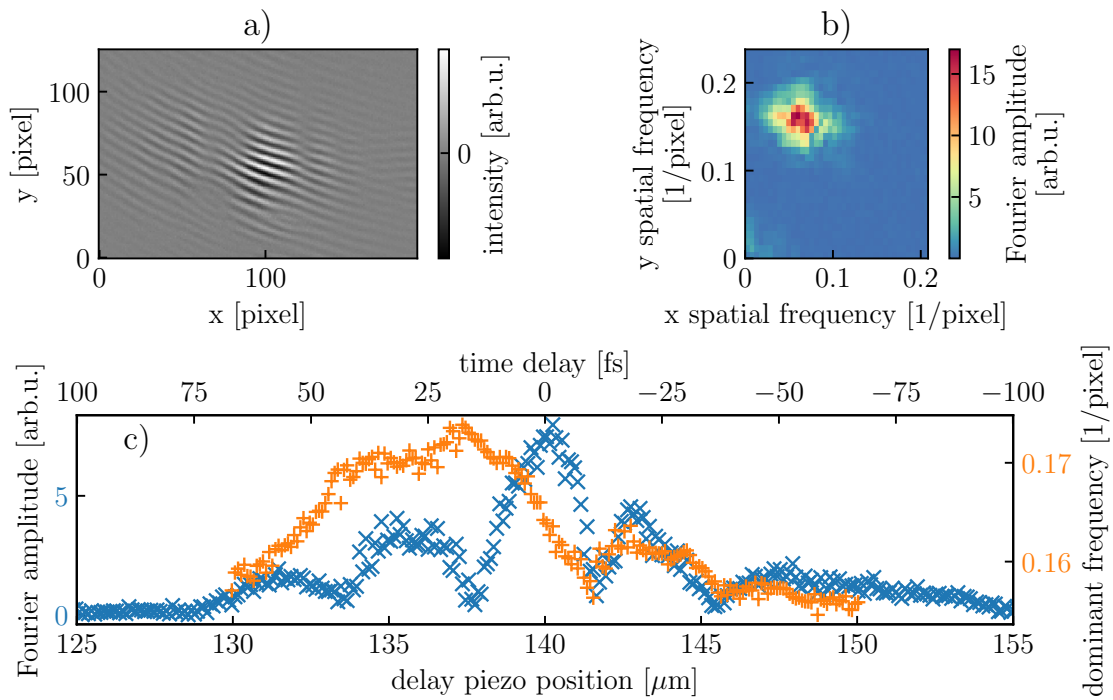 a)
y [pixel]
100
50
0
0
100
x [pixel]
0
intensity [arb.u.]
b)
y spatial frequency
[1/pixel]
0.2
0.1
0
0
0.1
0.2
x spatial frequency [1/pixel]
15
10
5
Fourier amplitude
[arb.u.]
time delay [fs]
100
75
50
25
0
−25
−50
−75
−100
c)
Fourier amplitude [arb.u.]
5
0
0.17
0.16
dominant frequency [1/pixel]
125
130
135
140
145
150
155
delay piezo position [μm]